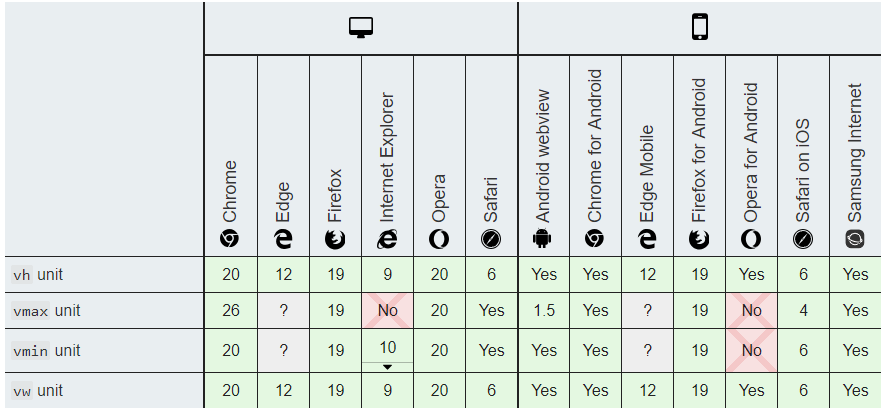 Chrome Edge Firefox Internet Explorer Opera Safari Android webview Chrome for Android Edge Mobile Firefox for Android Opera for Android Safari on iOS Samsung Internet
vh unit 20 12 19 9 20 6 Yes Yes 12 19 Yes 6 Yes
vmax unit 26 ? 19 No 20 Yes 1.5 Yes ? 19 No 4 Yes
vmin unit 20 ? 19 10 20 Yes Yes Yes ? 19 No 6 Yes
vw unit 20 12 19 9 20 6 Yes Yes 12 19 Yes 6 Yes